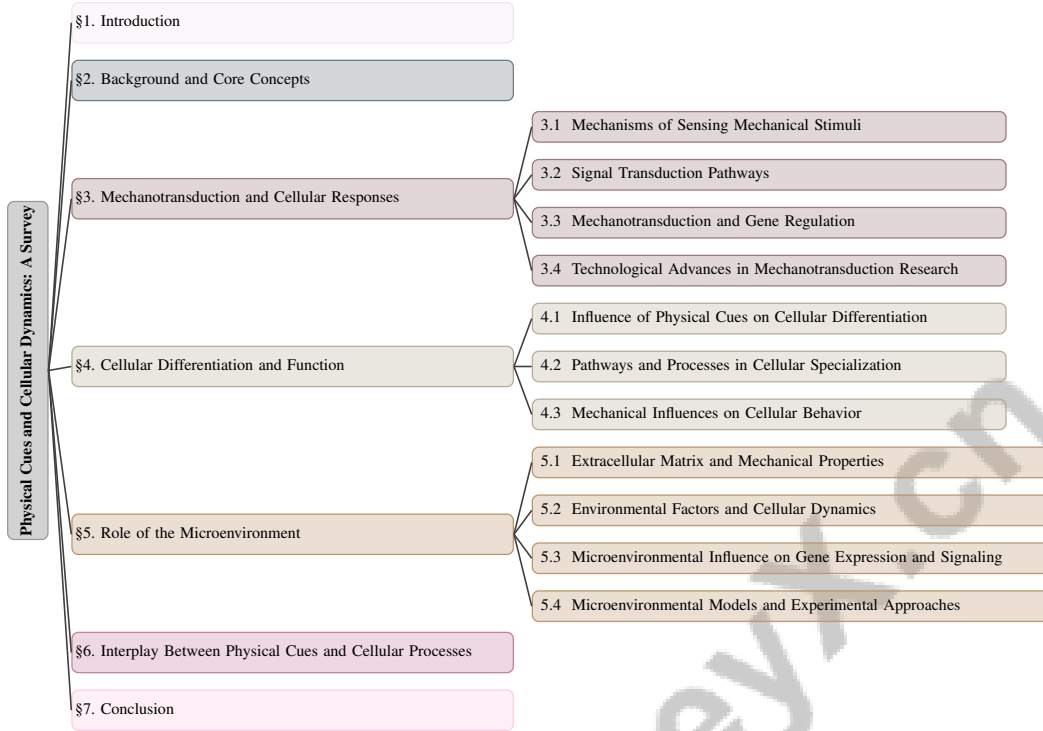 Physical Cues and Cellular Dynamics: A Survey
§1. Introduction
§2. Background and Core Concepts
§3. Mechanotransduction and Cellular Responses
3.1 Mechanisms of Sensing Mechanical Stimuli
3.2 Signal Transduction Pathways
3.3 Mechanotransduction and Gene Regulation
3.4 Technological Advances in Mechanotransduction Research
§4. Cellular Differentiation and Function
4.1 Influence of Physical Cues on Cellular Differentiation
4.2 Pathways and Processes in Cellular Specialization
4.3 Mechanical Influences on Cellular Behavior
§5. Role of the Microenvironment
5.1 Extracellular Matrix and Mechanical Properties
5.2 Environmental Factors and Cellular Dynamics
5.3 Microenvironmental Influence on Gene Expression and Signaling
5.4 Microenvironmental Models and Experimental Approaches
§6. Interplay Between Physical Cues and Cellular Processes
§7. Conclusion
eyX.cn